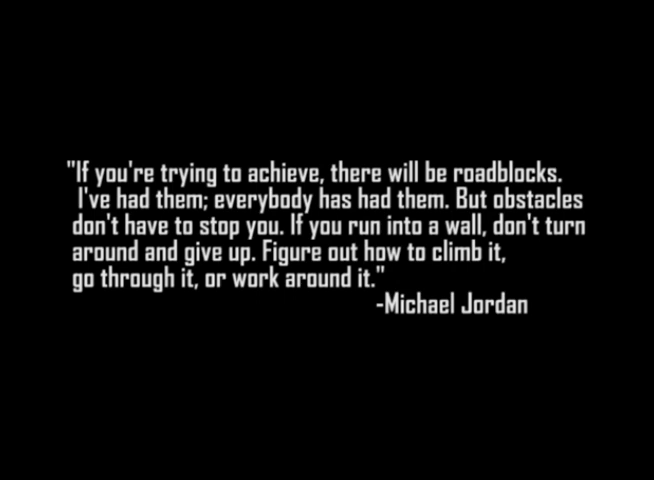 "If you're trying to achieve, there will be roadblocks.
I've had them; everybody has had them. But obstacles
don't have to stop you. If you run into a wall, don't turn
around and give up. Figure out how to climb it,
go through it, or work around it."
-Michael Jordan